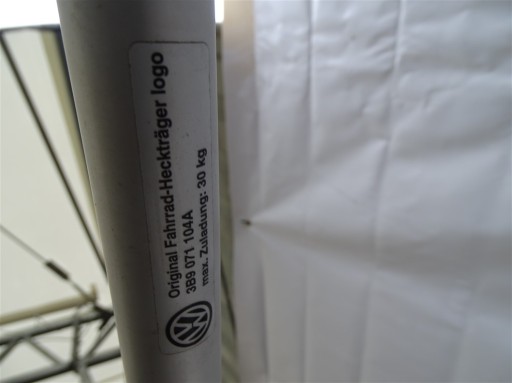 Original Fahrrad-Heckträger logo
3B9 071 104A
max. Zuladung: 30 kg